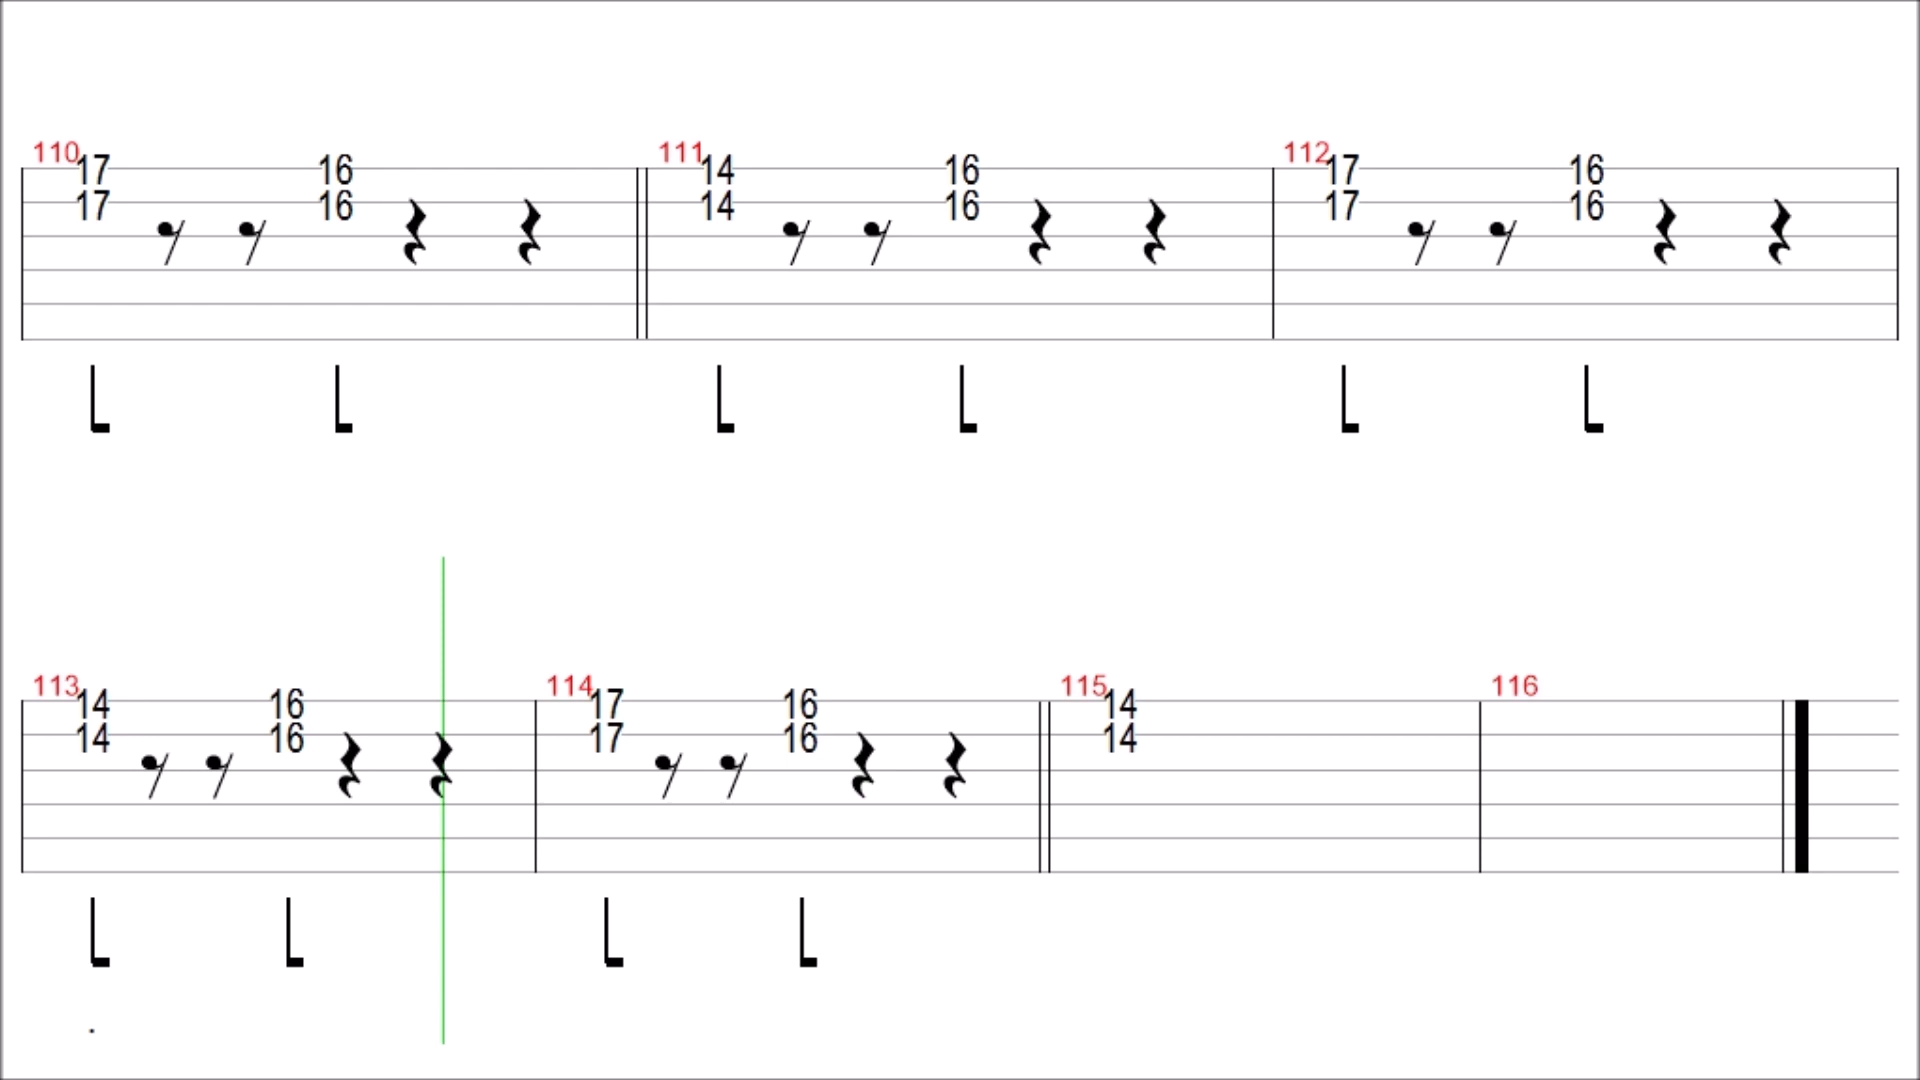 110 17 16 111 14 16 112 17 16
17 16 14 16 17 16
113 14 16 114 17 16 115 14 116
14 16 17 16 14
.